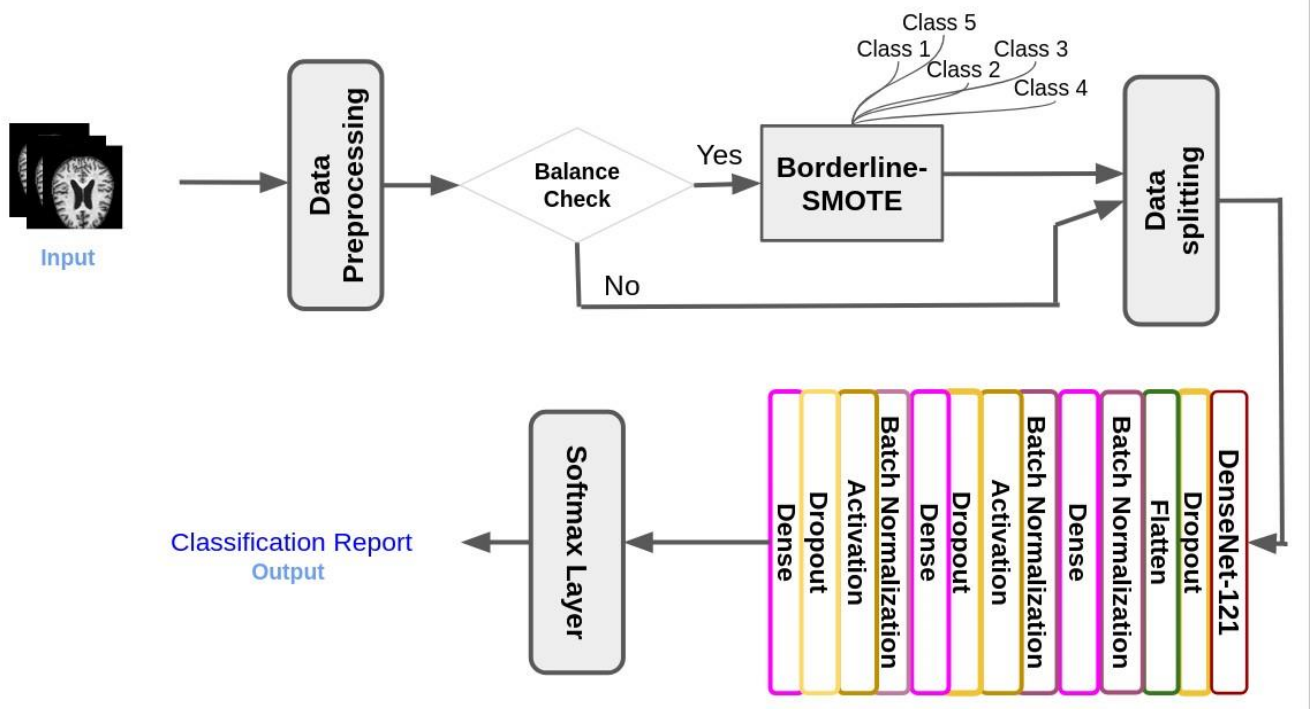 Class 5
Class 1
Class 3
Class 2
Class 4
Input
Data
Preprocessing
Balance
Check
Yes
No
Borderline-
SMOTE
Data
splitting
DenseNet-121
Dropout
Flatten
Batch Normalization
Dense
Batch Normalization
Activation
Dropout
Dense
Batch Normalization
Activation
Dropout
Dense
Softmax Layer
Classification Report
Output